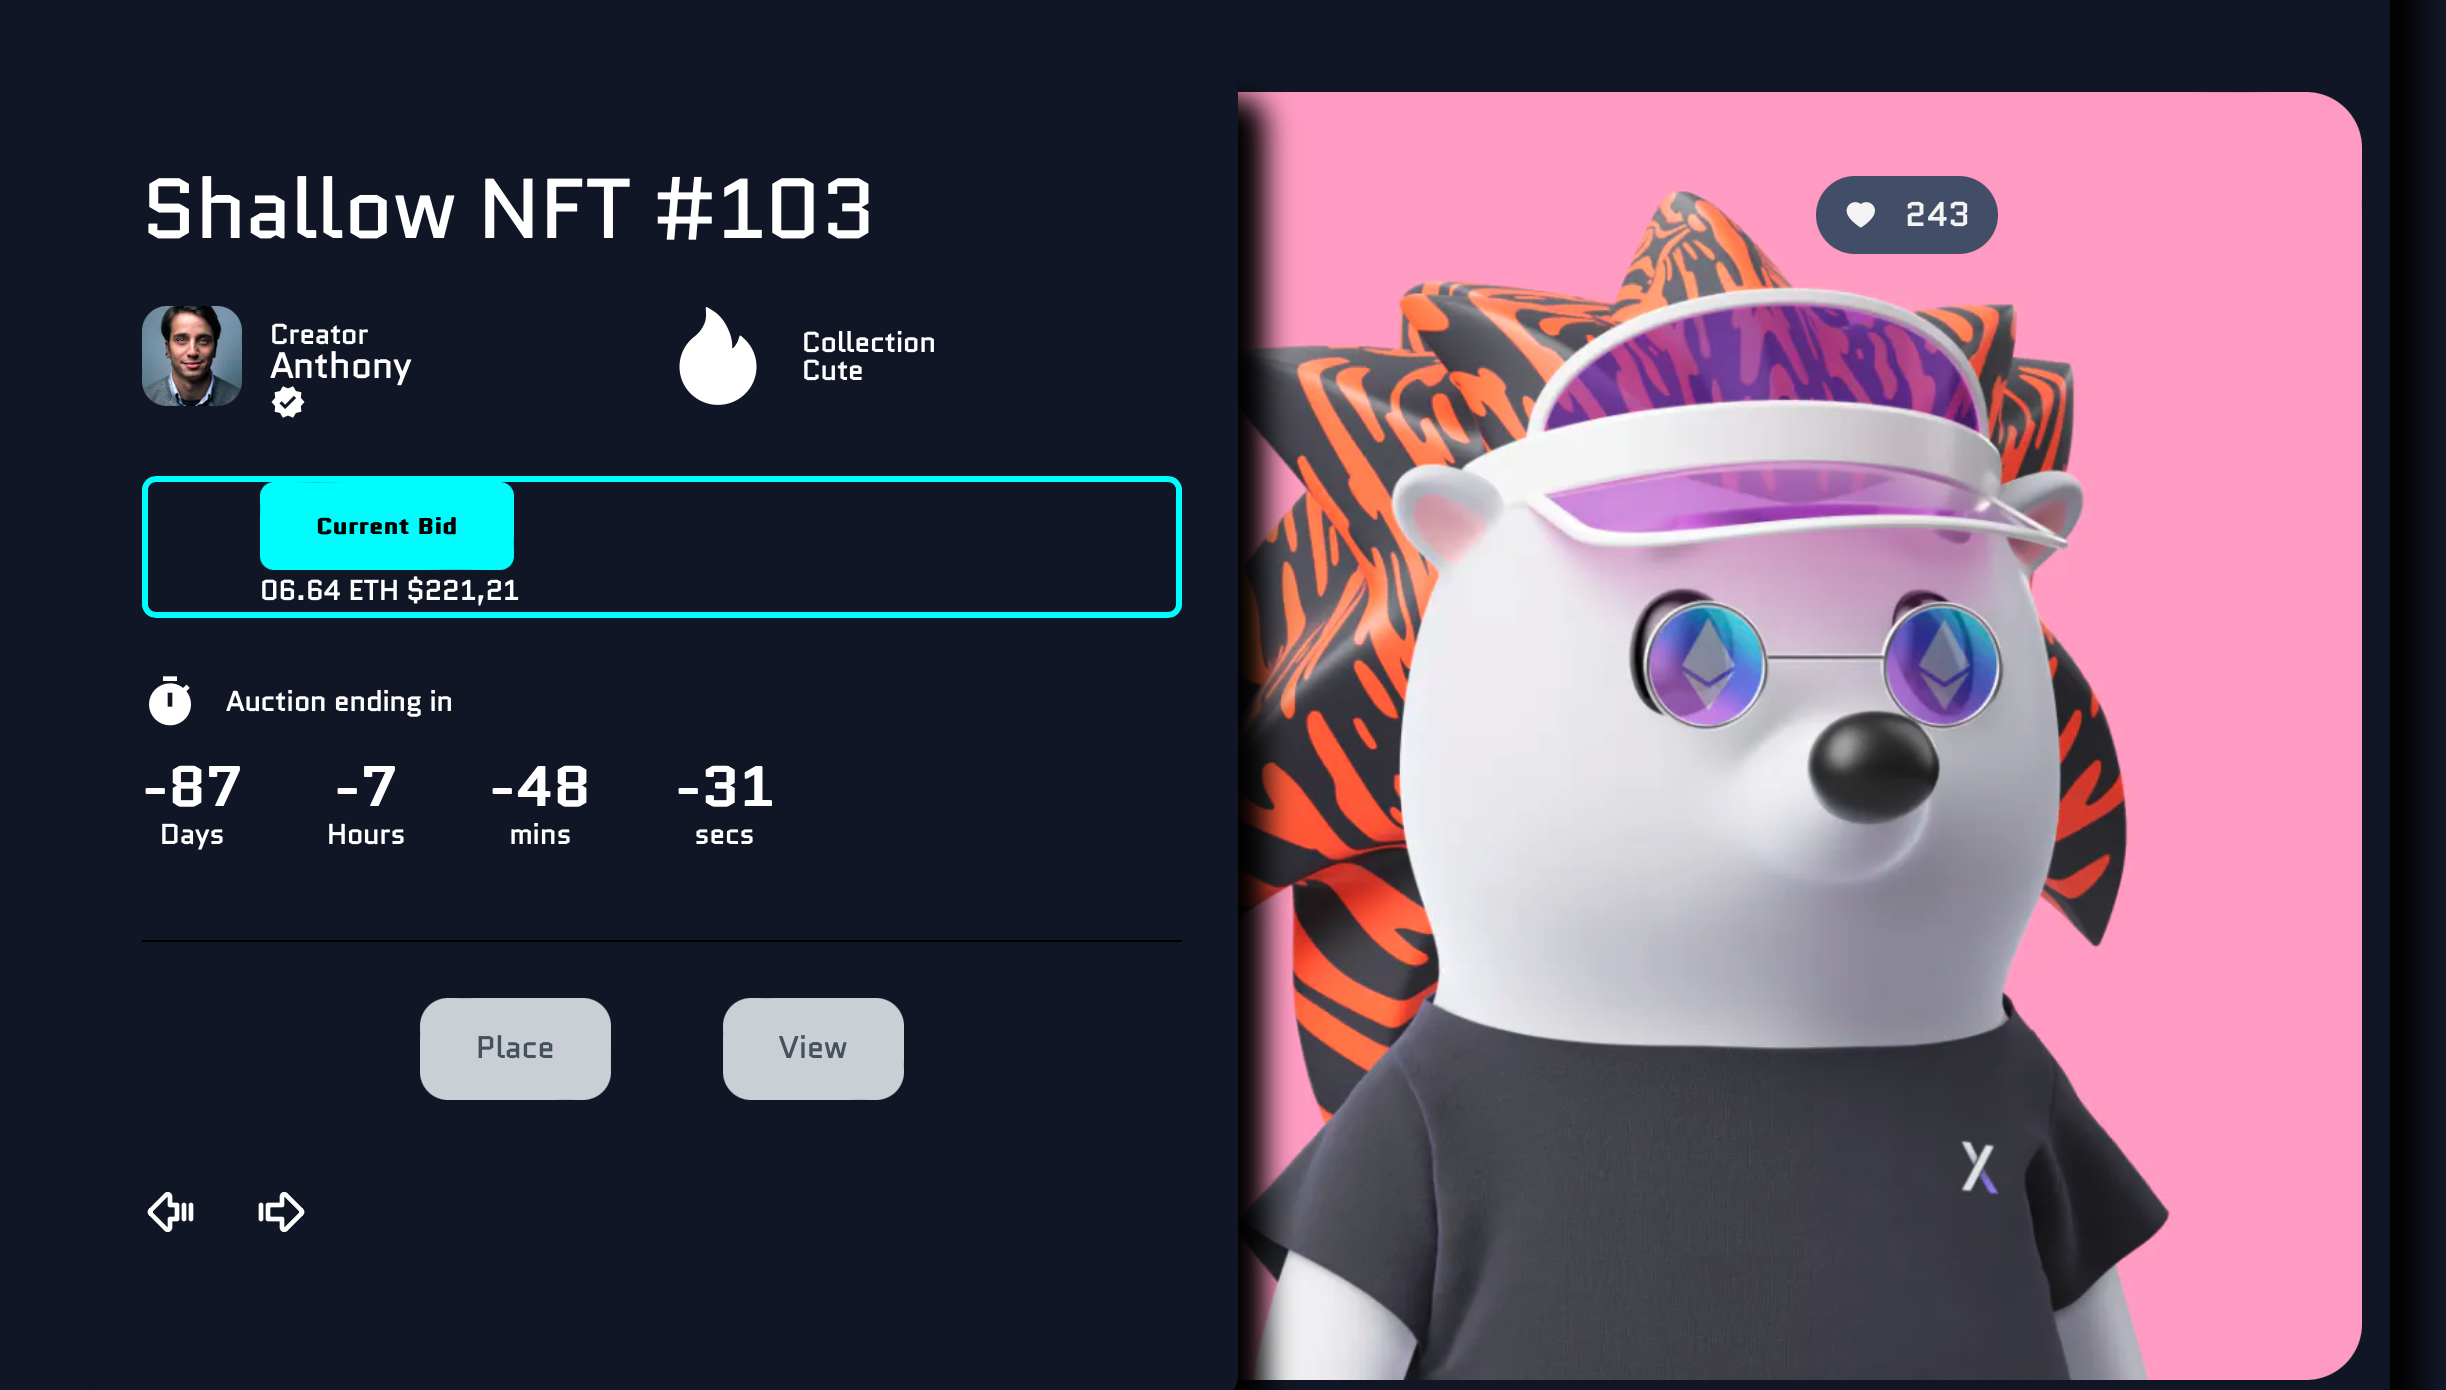 Shallow NFT #103
Creator
Anthony
Collection
Cute
Current Bid
06.64 ETH $221,21
Auction ending in
-87 -7 -48 -31
Days Hours mins secs
Place View
243
X